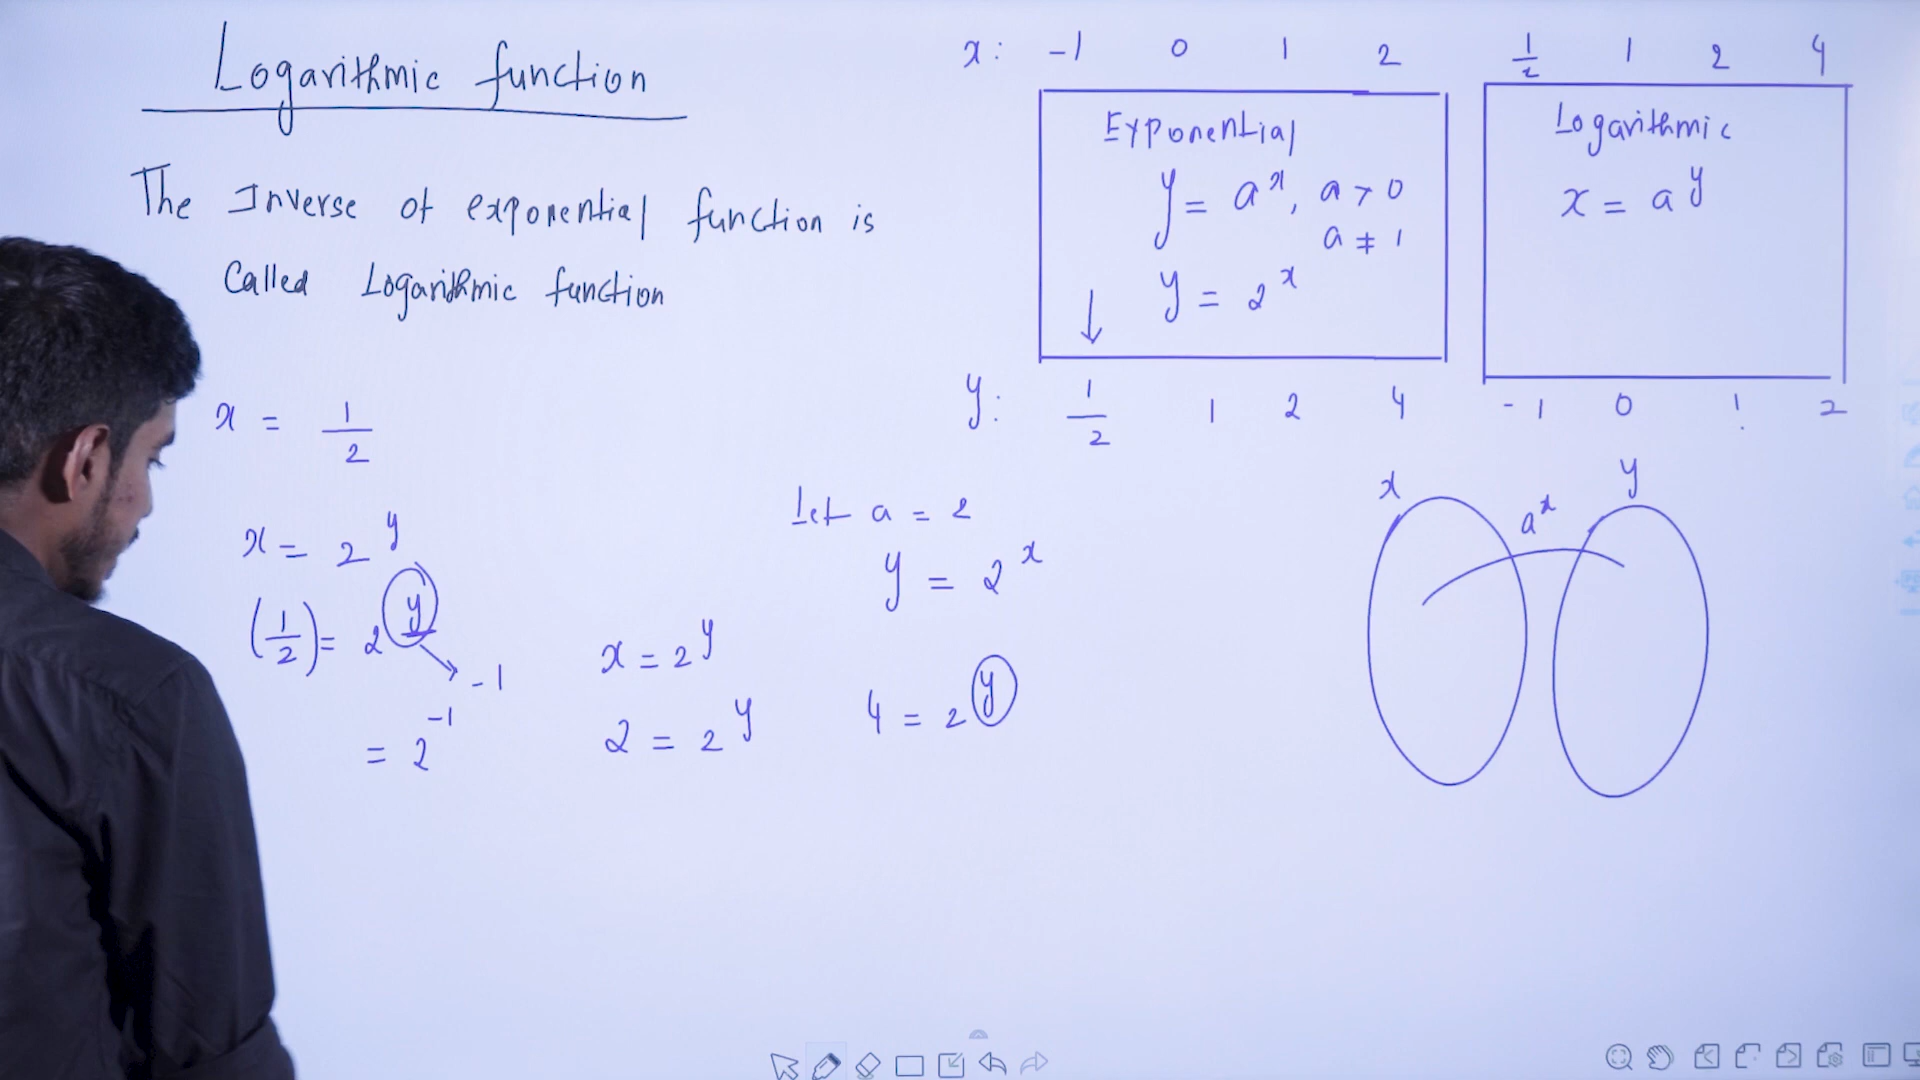 Logarithmic function
The Inverse of exponential function is
Called Logarithmic function
x = 1/2
x = 2^y
(1/2) = 2^y
-1
= 2^-1
x = 2^y
2 = 2^y
Let a = 2
y = 2^x
4 = 2^y
x: -1 0 1 2 1/2 1 2 4
Exponential
y = a^x, a > 0
a ≠ 1
y = 2^x
Logarithmic
x = a^y
y: 1/2 1 2 4 -1 0 1 2
x y
a^x